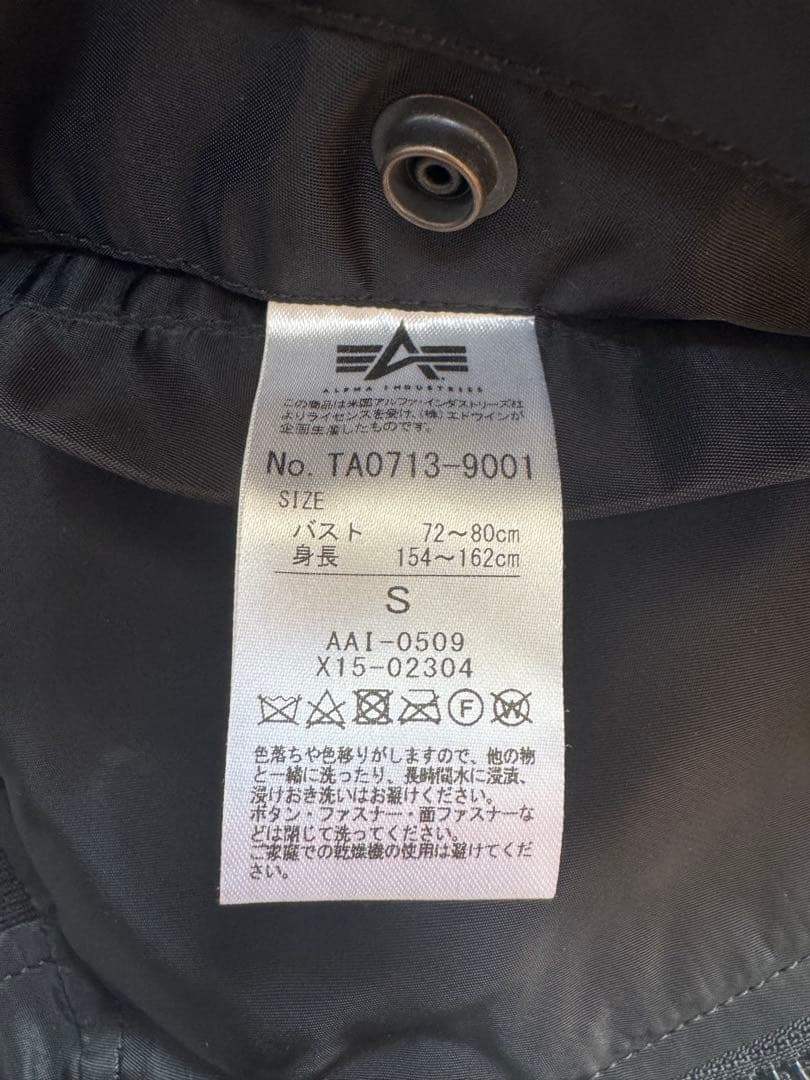 ALPHA INDUSTRIES
この商品は米国アルファ・インダストリーズ社
よりライセンスを受け、(株)エドウインが
企画生産したものです。
No. TA0713-9001
SIZE
バスト 72～80cm
身長 154～162cm
S
AAI-0509
X15-02304
F W
色落ちや色移りがしますので、他の物
と一緒に洗ったり、長時間水に浸漬、
浸けおき洗いはお避けください。
ボタン・ファスナー・面ファスナーな
どは閉じて洗ってください。
ご家庭での乾燥機の使用は避けてくだ
さい。